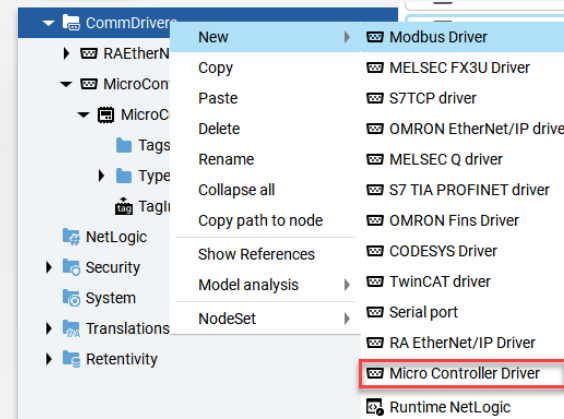 CommDrivers
RAEtherN
MicroCont
MicroCo
Tags
Type
TagIn
NetLogic
Security
System
Translations
Retentivity
New
Copy
Paste
Delete
Rename
Collapse all
Copy path to node
Show References
Model analysis
NodeSet
Modbus Driver
MELSEC FX3U Driver
S7TCP driver
OMRON EtherNet/IP drive
MELSEC Q driver
S7 TIA PROFINET driver
OMRON Fins Driver
CODESYS Driver
TwinCAT driver
Serial port
RA EtherNet/IP Driver
Micro Controller Driver
Runtime NetLogic